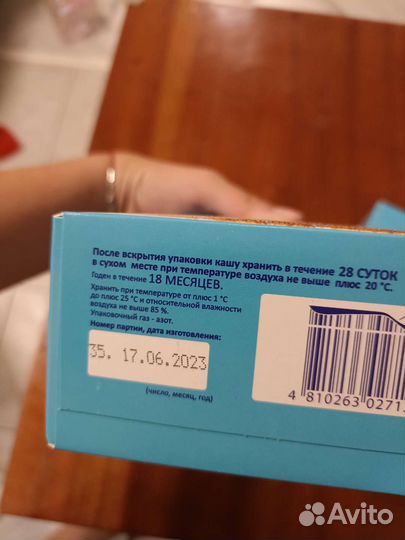 После вскрытия упаковки кашу хранить в течение 28 СУТОК
в сухом месте при температуре воздуха не выше плюс 20 °С.
Годен в течение 18 МЕСЯЦЕВ.
Хранить при температуре от плюс 1 °С
до плюс 25 °С и относительной влажности
воздуха не выше 85 %.
Упаковочный газ - азот.
Номер партии, дата изготовления:
35. 17.06.2023
(число, месяц, год)
4 810263 0271
Avito